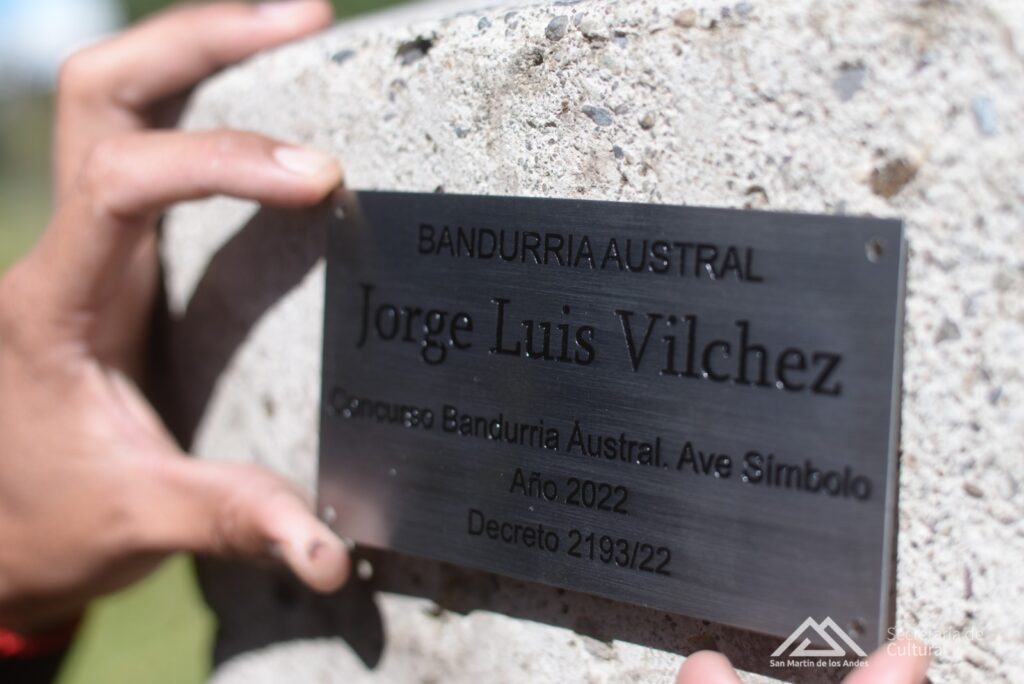 BANDURRIA AUSTRAL
Jorge Luis Vilchez
Concurso Bandurria Austral. Ave Símbolo
Año 2022
Decreto 2193/22
San Martín de los Andes
Secretaría de
Cultura